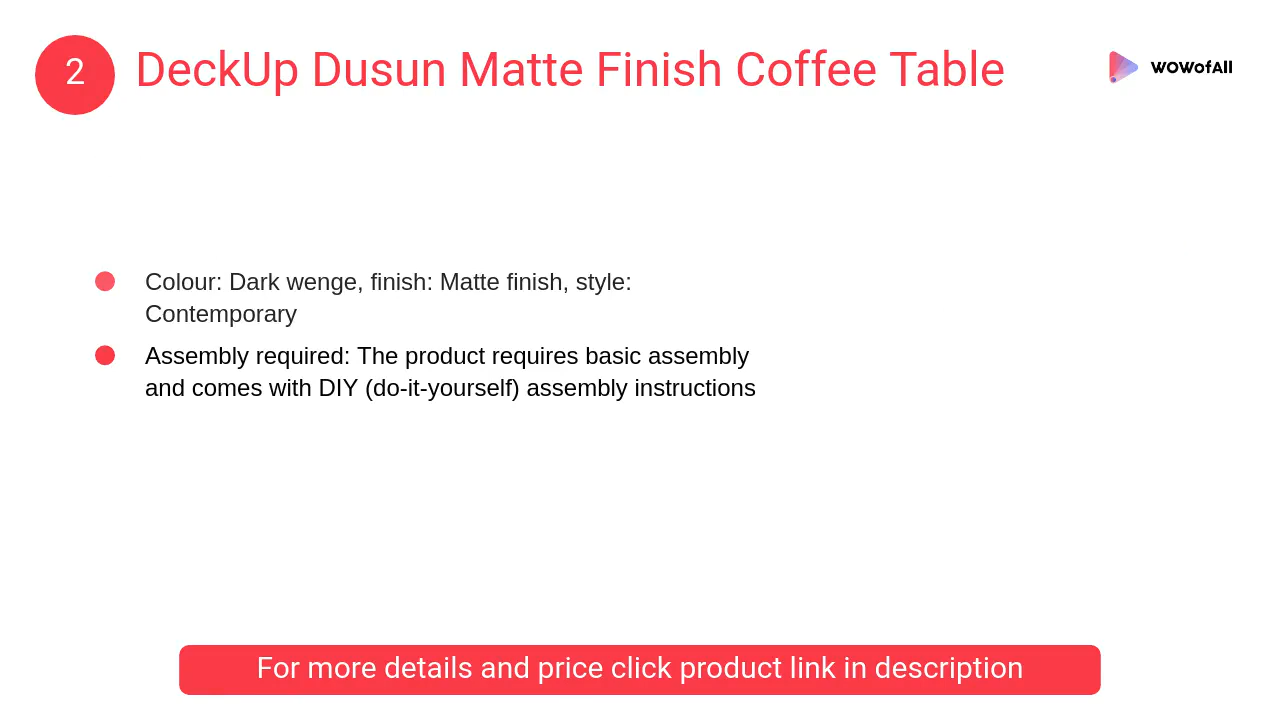 2
DeckUp Dusun Matte Finish Coffee Table
WOWofAll
Colour: Dark wenge, finish: Matte finish, style:
Contemporary
Assembly required: The product requires basic assembly
and comes with DIY (do-it-yourself) assembly instructions
For more details and price click product link in description